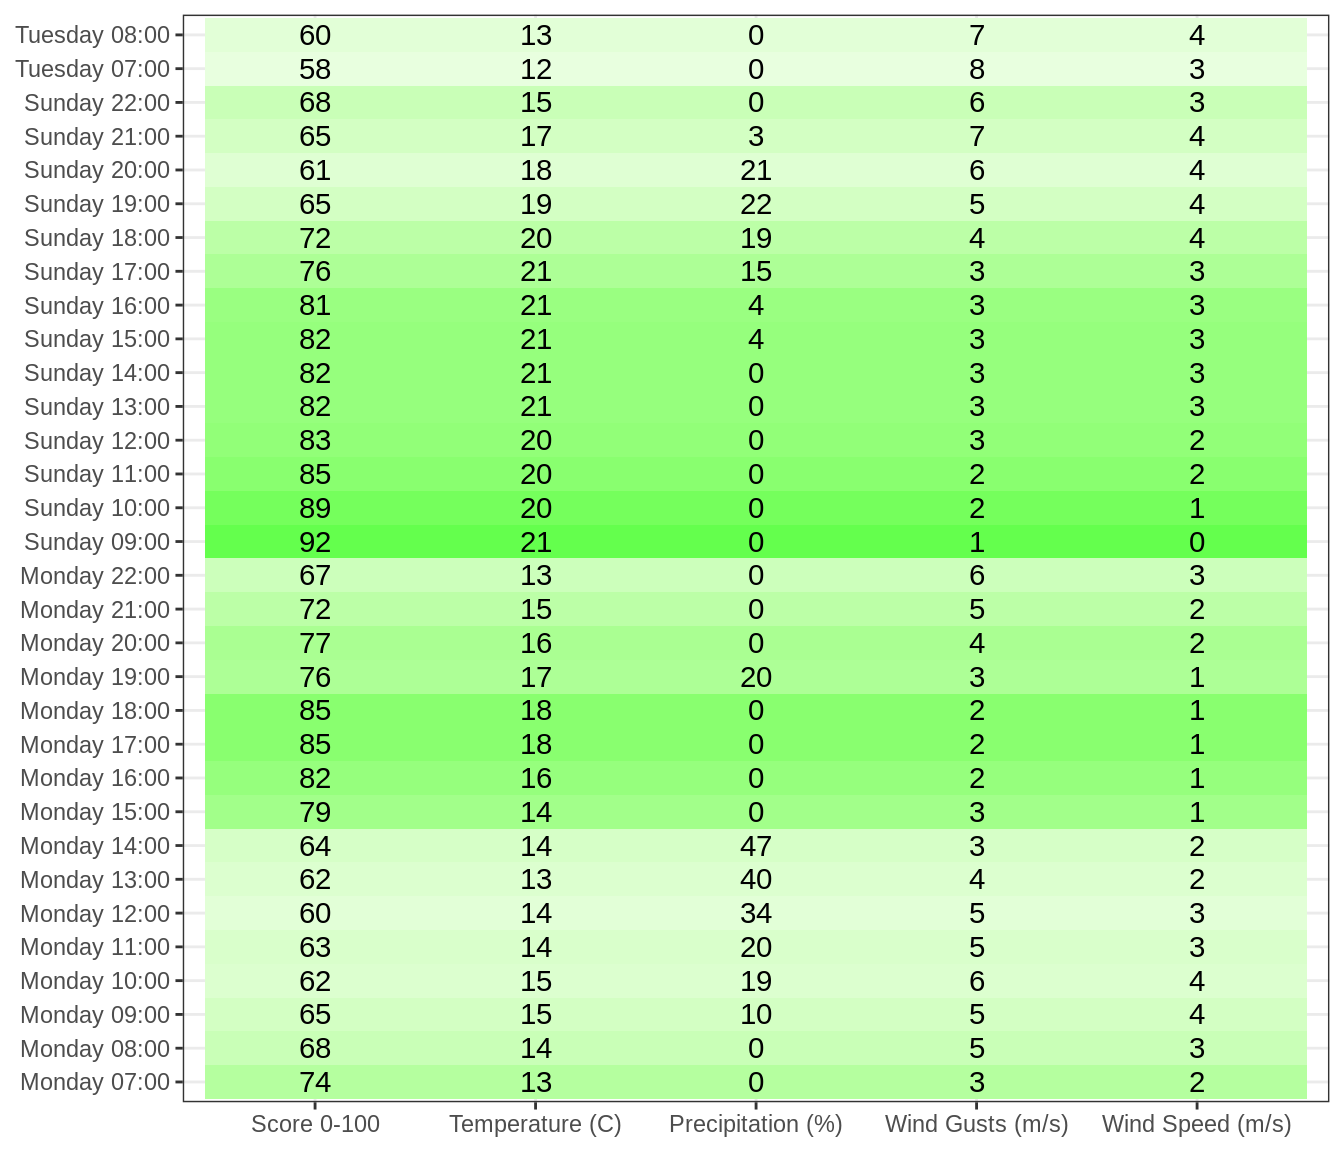 Tuesday 08:00 60 13 0 7 4
Tuesday 07:00 58 12 0 8 3
Sunday 22:00 68 15 0 6 3
Sunday 21:00 65 17 3 7 4
Sunday 20:00 61 18 21 6 4
Sunday 19:00 65 19 22 5 4
Sunday 18:00 72 20 19 4 4
Sunday 17:00 76 21 15 3 3
Sunday 16:00 81 21 4 3 3
Sunday 15:00 82 21 4 3 3
Sunday 14:00 82 21 0 3 3
Sunday 13:00 82 21 0 3 3
Sunday 12:00 83 20 0 3 2
Sunday 11:00 85 20 0 2 2
Sunday 10:00 89 20 0 2 1
Sunday 09:00 92 21 0 1 0
Monday 22:00 67 13 0 6 3
Monday 21:00 72 15 0 5 2
Monday 20:00 77 16 0 4 2
Monday 19:00 76 17 20 3 1
Monday 18:00 85 18 0 2 1
Monday 17:00 85 18 0 2 1
Monday 16:00 82 16 0 2 1
Monday 15:00 79 14 0 3 1
Monday 14:00 64 14 47 3 2
Monday 13:00 62 13 40 4 2
Monday 12:00 60 14 34 5 3
Monday 11:00 63 14 20 5 3
Monday 10:00 62 15 19 6 4
Monday 09:00 65 15 10 5 4
Monday 08:00 68 14 0 5 3
Monday 07:00 74 13 0 3 2
Score 0-100 Temperature (C) Precipitation (%) Wind Gusts (m/s) Wind Speed (m/s)